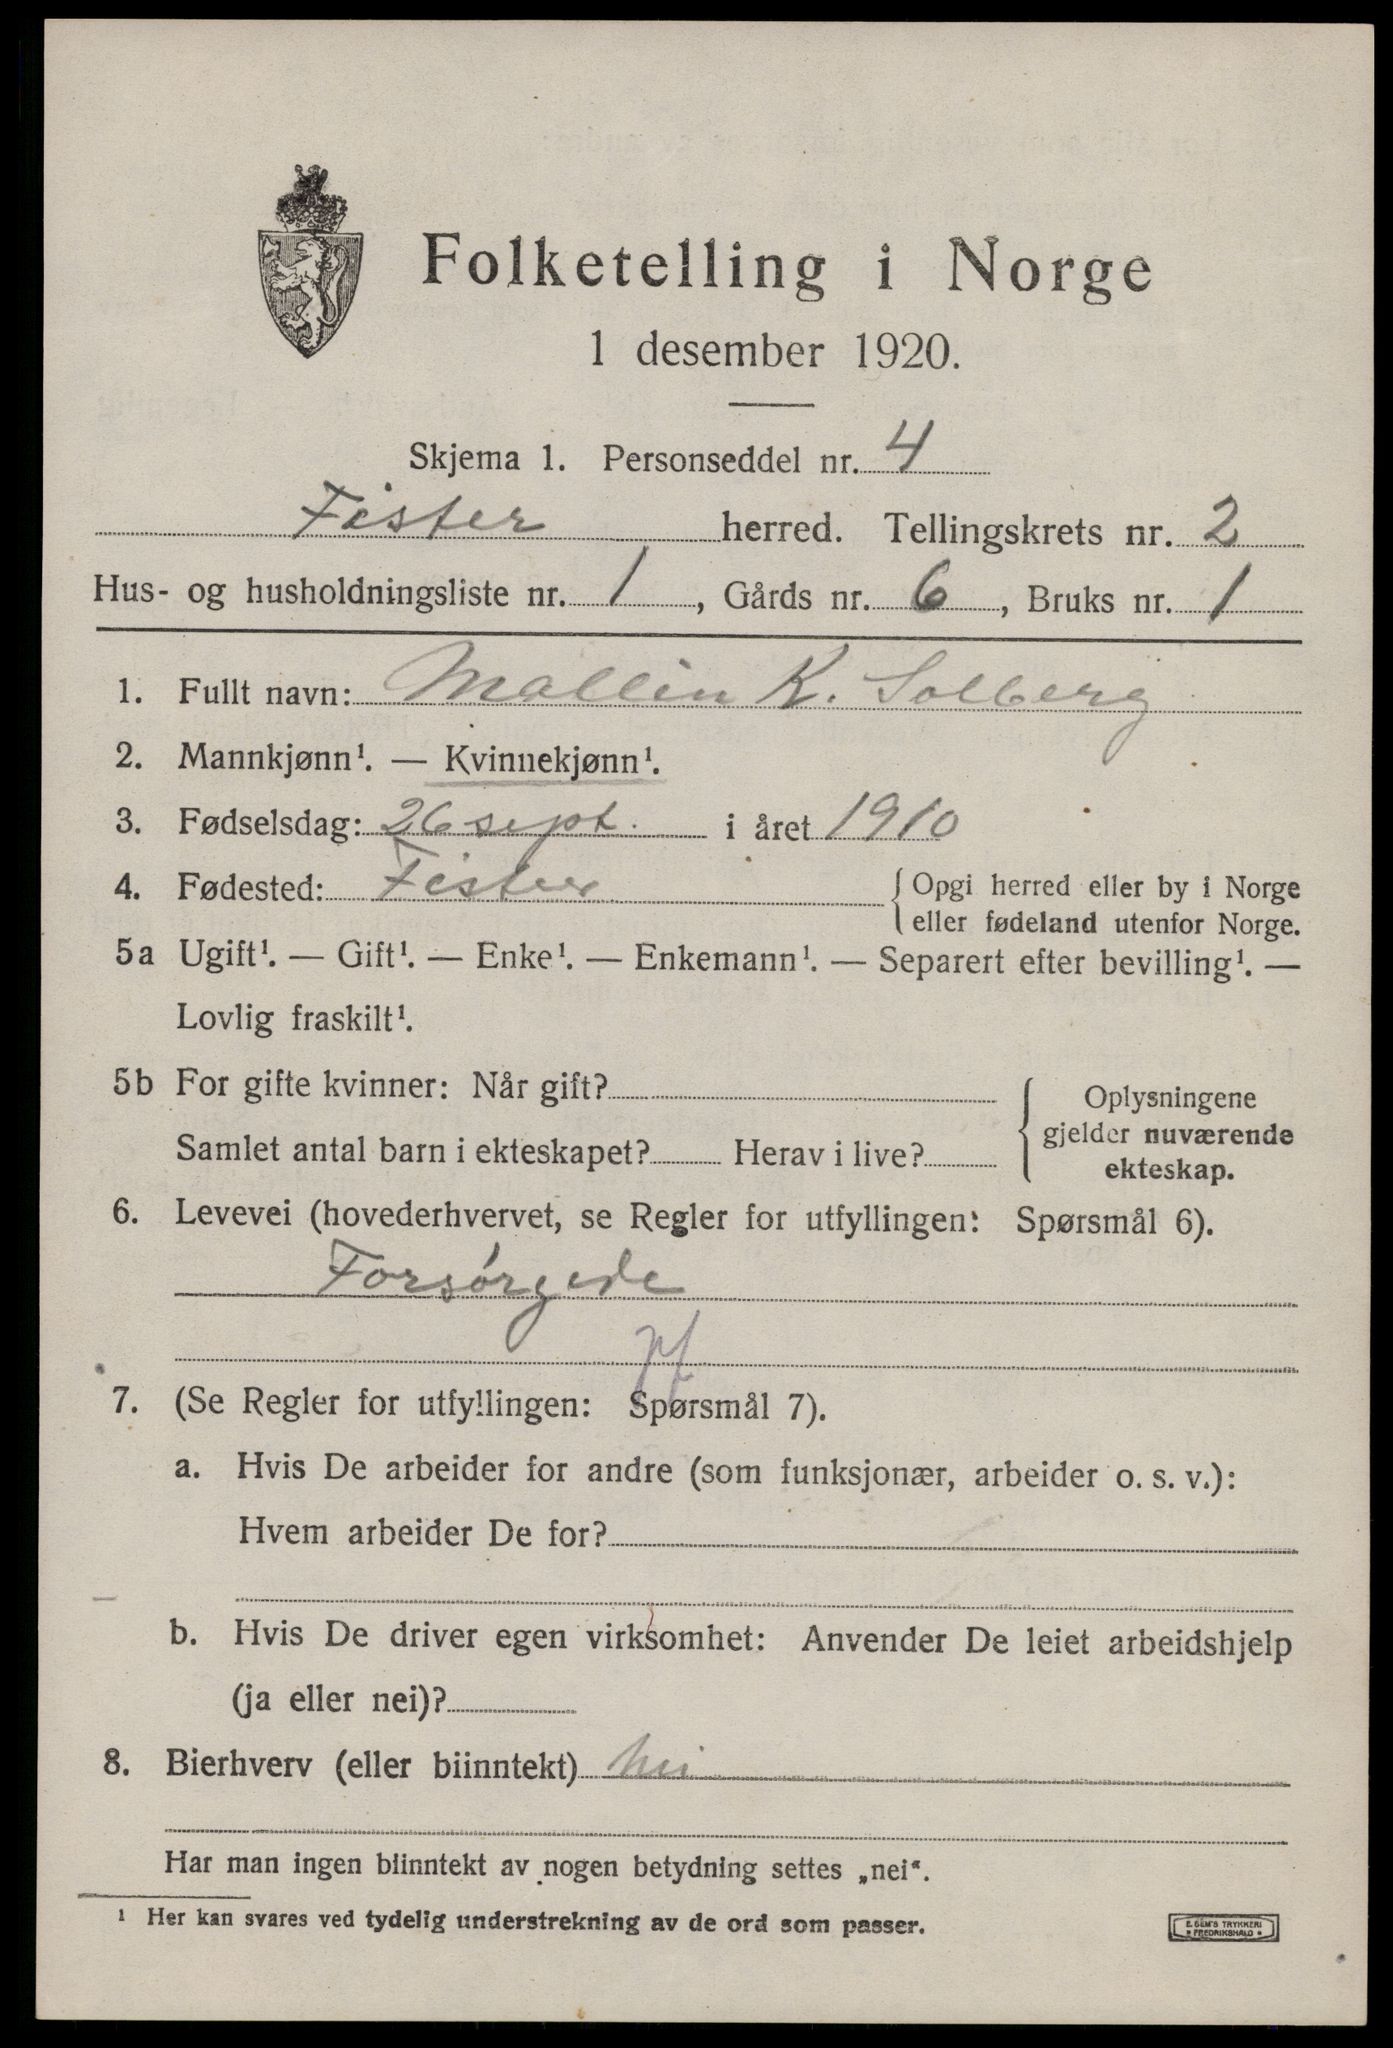 Folketelling i Norge
1 desember 1920.
Skjema 1. Personseddel nr. 4
Fister herred. Tellingskrets nr. 2
Hus- og husholdningsliste nr. 1, Gårds nr. 6, Bruks nr. 1
1. Fullt navn: Mallin K. Solberg
2. Mannkjønn¹. — Kvinnekjønn¹.
3. Fødselsdag: 26 sept. i året 1910
4. Fødested: Fister { Opgi herred eller by i Norge
eller fødeland utenfor Norge.
5a Ugift¹. — Gift¹. — Enke¹. — Enkemann¹. — Separert efter bevilling¹. —
Lovlig fraskilt¹.
5b For gifte kvinner: Når gift? { Oplysningene
gjelder nuværende
ekteskap.
Samlet antal barn i ekteskapet? Herav i live?
6. Levevei (hovederhvervet, se Regler for utfyllingen: Spørsmål 6).
Forsørgede
7. (Se Regler for utfyllingen: Spørsmål 7).
a. Hvis De arbeider for andre (som funksjonær, arbeider o. s. v.):
Hvem arbeider De for?
b. Hvis De driver egen virksomhet: Anvender De leiet arbeidshjelp
(ja eller nei)?
8. Bierhverv (eller biinntekt) nei
Har man ingen biinntekt av nogen betydning settes „nei“.
¹ Her kan svares ved tydelig understrekning av de ord som passer.
E. SEM'S TRYKKERI
* FREDRIKSHALD *